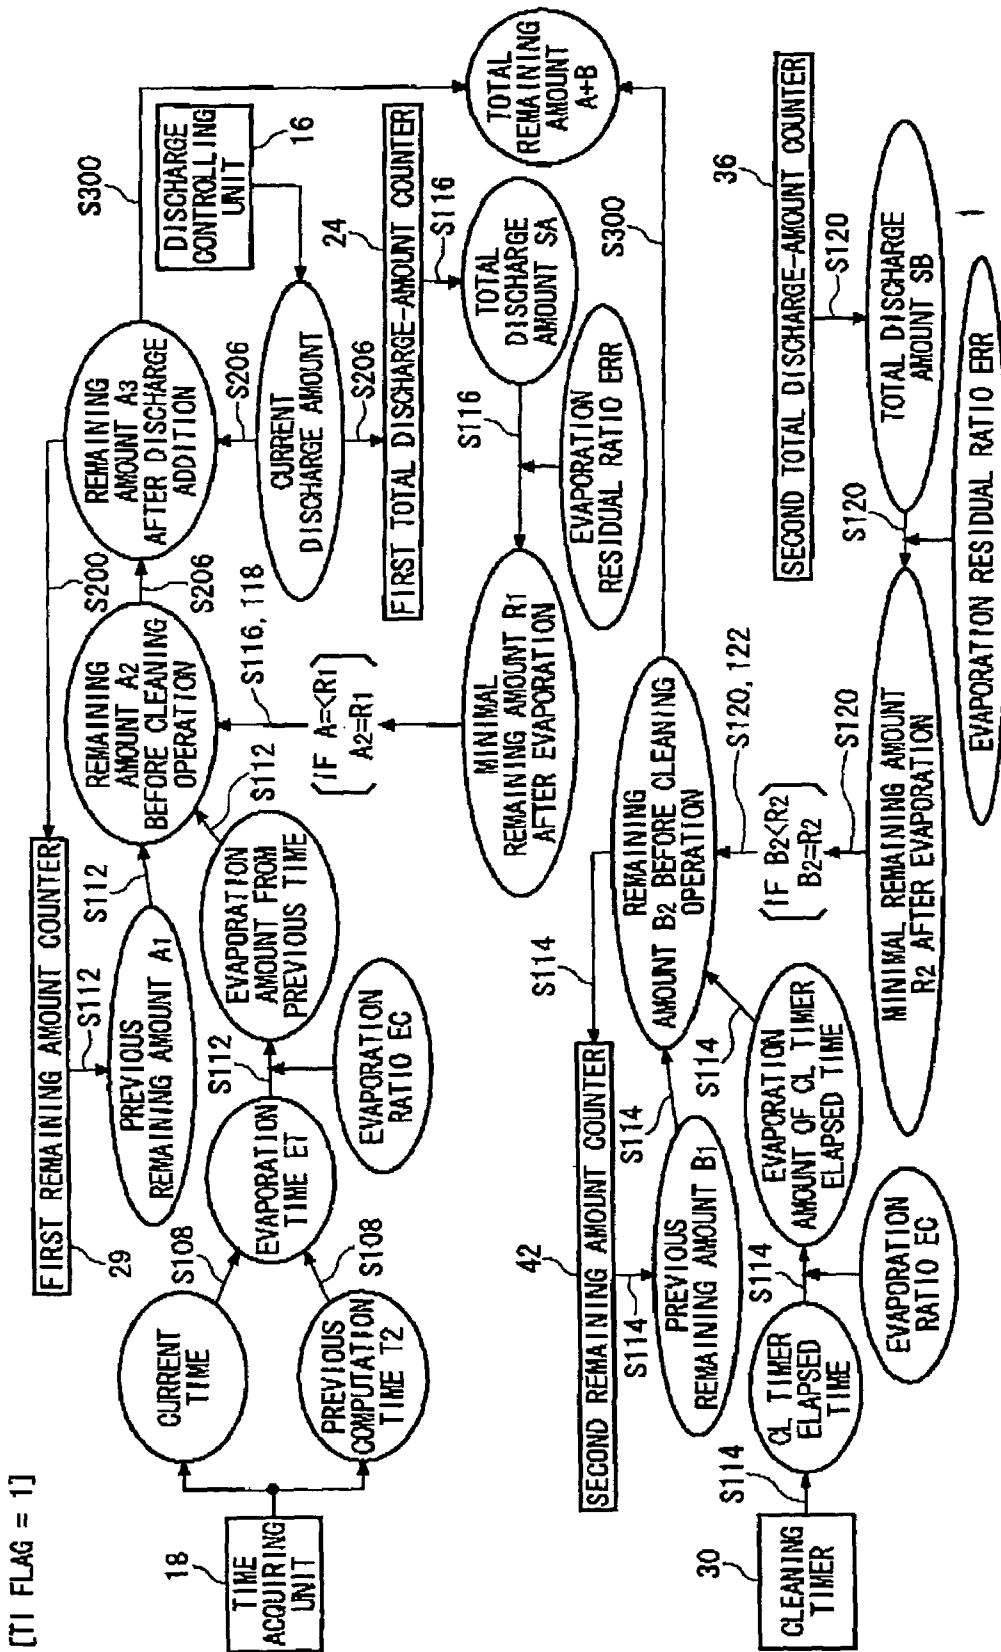 [TI FLAG = 1]
18
TIME
ACQUIRING
UNIT
CURRENT
TIME
PREVIOUS
COMPUTATION
TIME T2
S108
S108
EVAPORATION
TIME ET
S112
EVAPORATION
RATIO EC
FIRST REMAINING AMOUNT COUNTER
29
S112
PREVIOUS
REMAINING AMOUNT A1
S112
EVAPORATION
AMOUNT FROM
PREVIOUS TIME
S112
REMAINING
AMOUNT A2
BEFORE CLEANING
OPERATION
S200
S206
S116, 118
(IF A=<R1
A2=R1)
MINIMAL
REMAINING AMOUNT R1
AFTER EVAPORATION
REMAINING
AMOUNT A3
AFTER DISCHARGE
ADDITION
S206
CURRENT
DISCHARGE AMOUNT
S206
S300
DISCHARGE
CONTROLLING
UNIT
16
24
FIRST TOTAL DISCHARGE-AMOUNT COUNTER
S116
TOTAL
DISCHARGE
AMOUNT SA
S116
EVAPORATION
RESIDUAL RATIO ERR
TOTAL
REMAINING
AMOUNT
A+B
S300
30
CLEANING
TIMER
S114
CL TIMER
ELAPSED
TIME
S114
EVAPORATION
RATIO EC
SECOND REMAINING AMOUNT COUNTER
42
S114
PREVIOUS
REMAINING AMOUNT B1
S114
S114
EVAPORATION
AMOUNT OF CL TIMER
ELAPSED TIME
S114
REMAINING
AMOUNT B2 BEFORE CLEANING
OPERATION
S120, 122
(IF B2<R2
B2=R2)
S120
MINIMAL REMAINING AMOUNT
R2 AFTER EVAPORATION
SECOND TOTAL DISCHARGE-AMOUNT COUNTER
36
S120
TOTAL DISCHARGE
AMOUNT SB
S120
EVAPORATION RESIDUAL RATIO ERR